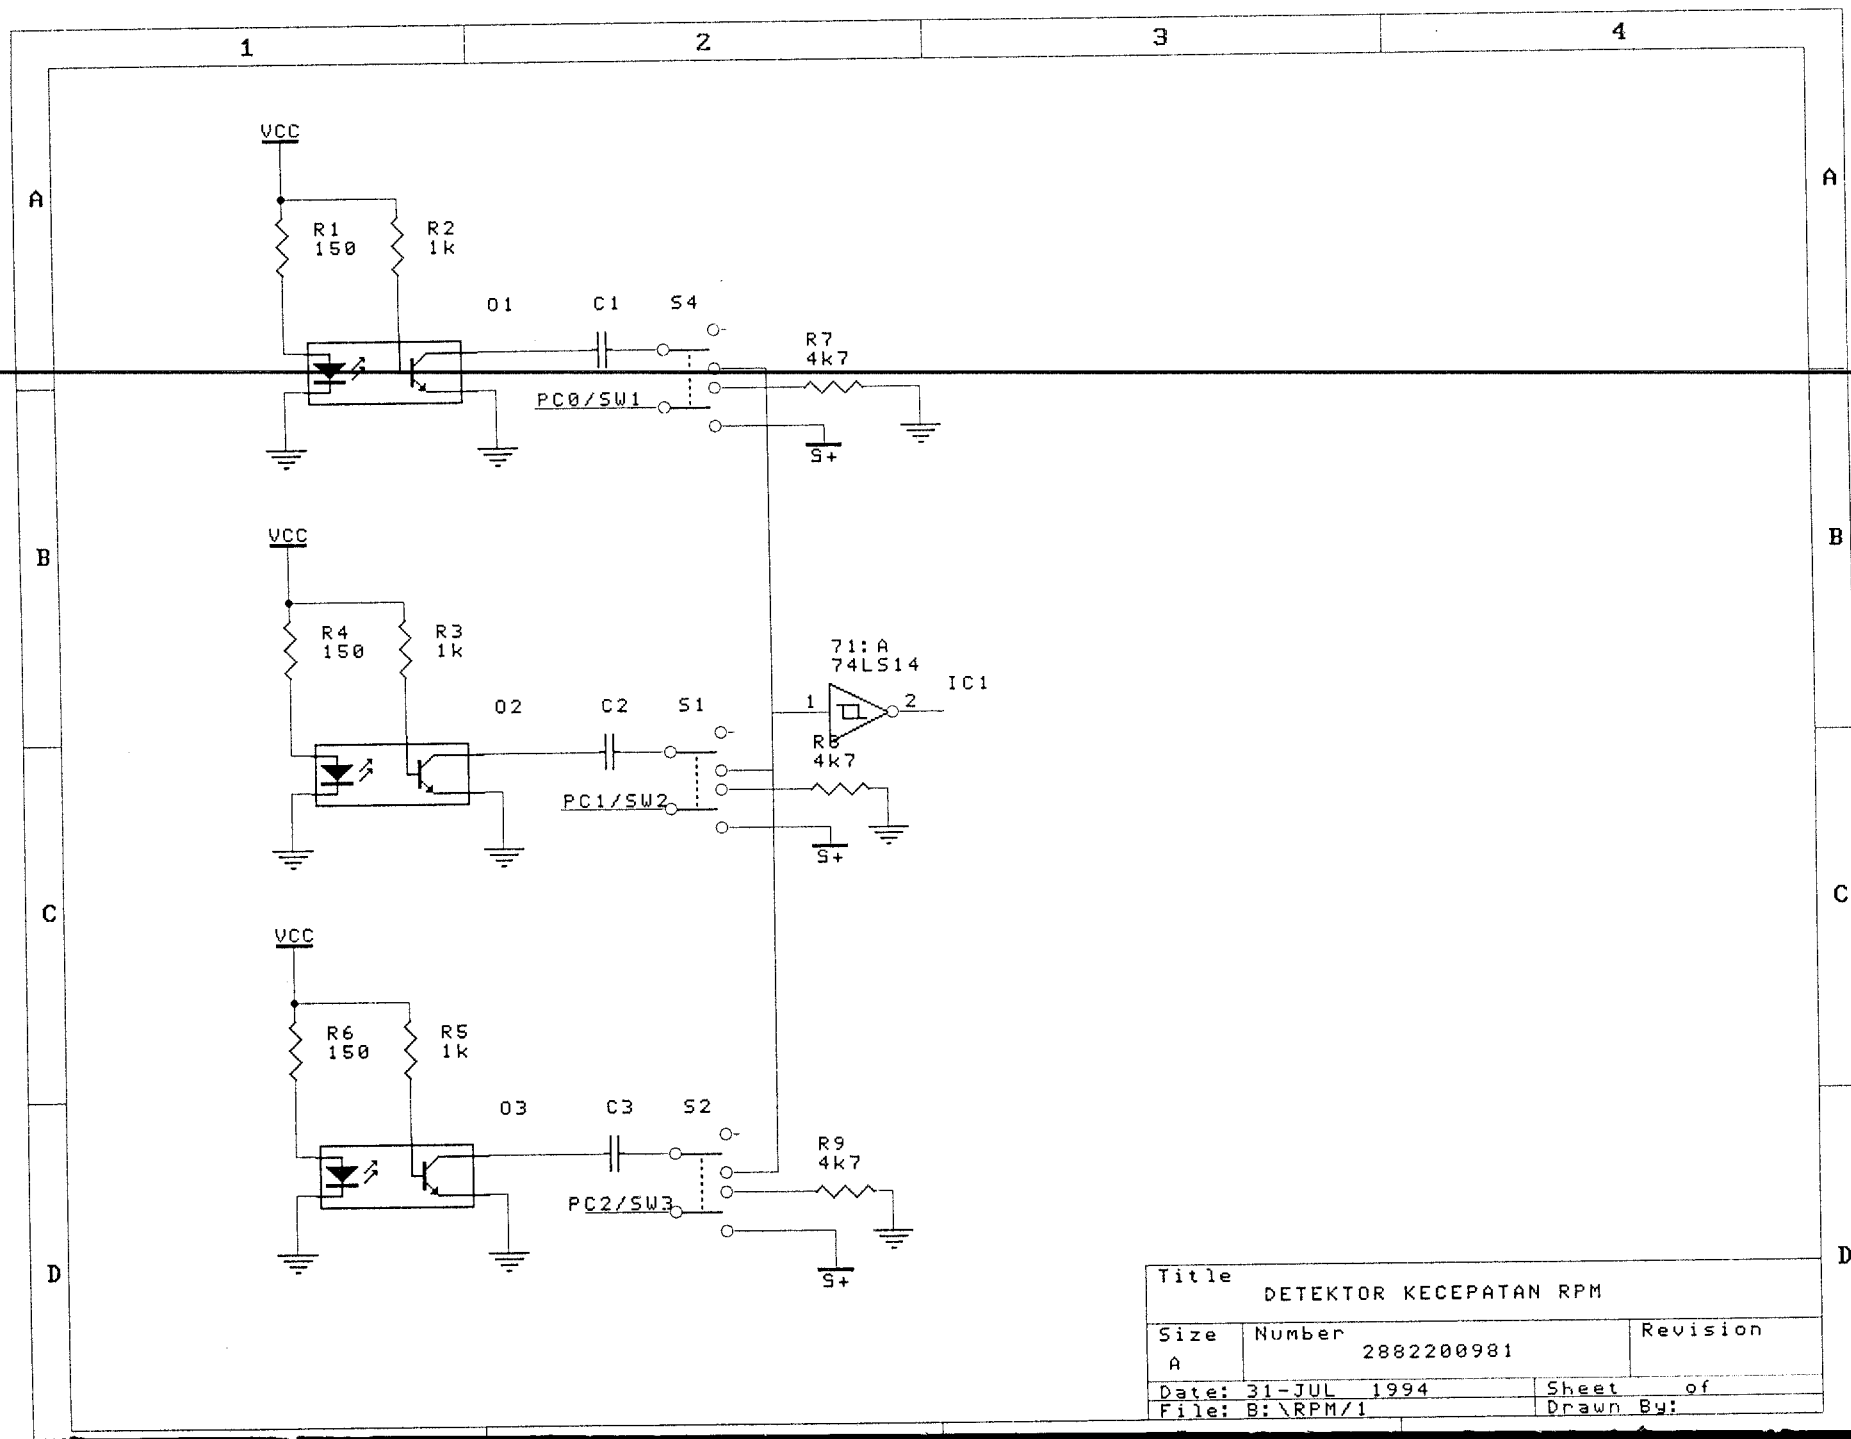 1 2 3 4
A A
VCC
R1 R2
150 1k
O1 C1 S4
R7
4k7
PC0/SW1
S+
B B
VCC
R4 R3
150 1k
71:A
74LS14
O2 C2 S1
1 2 IC1
R8
4k7
PC1/SW2
S+
C C
VCC
R6 R5
150 1k
O3 C3 S2
R9
4k7
PC2/SW3
S+
D D
Title
DETEKTOR KECEPATAN RPM
Size Number Revision
A 2882200981
Date: 31-JUL 1994 Sheet of
File: B:\RPM/1 Drawn By: